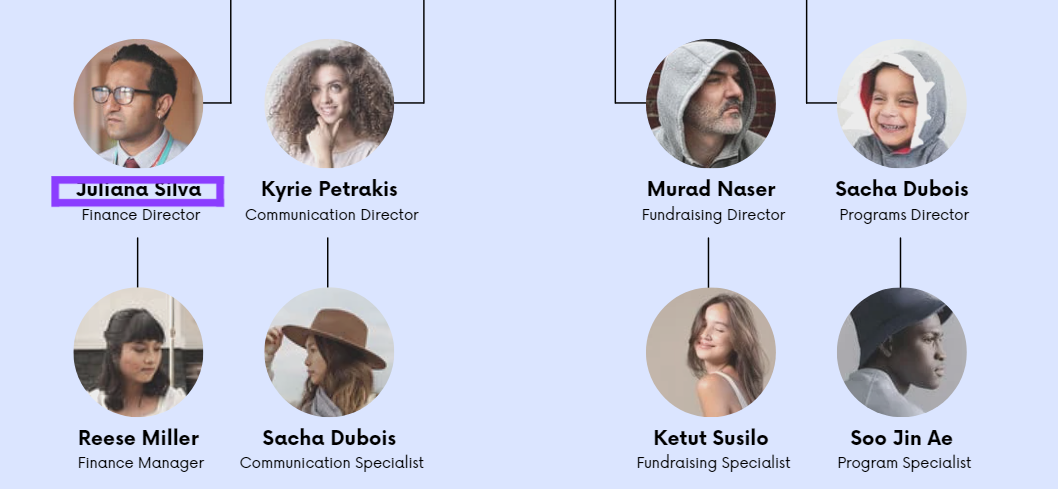 Juliana Silva
Finance Director
Kyrie Petrakis
Communication Director
Murad Naser
Fundraising Director
Sacha Dubois
Programs Director
Reese Miller
Finance Manager
Sacha Dubois
Communication Specialist
Ketut Susilo
Fundraising Specialist
Soo Jin Ae
Program Specialist